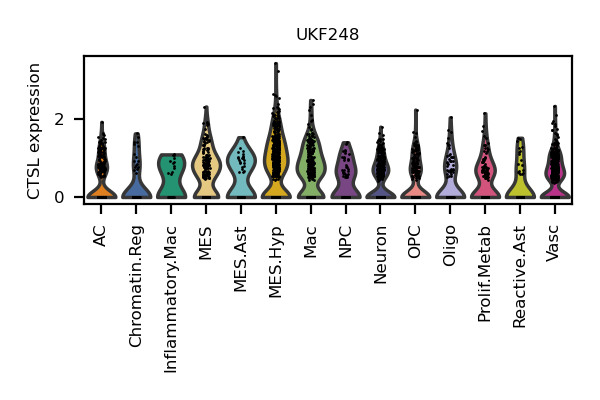 UKF248
CTSL expression
2
0
AC
Chromatin.Reg
Inflammatory.Mac
MES
MES.Ast
MES.Hyp
Mac
NPC
Neuron
OPC
Oligo
Prolif.Metab
Reactive.Ast
Vasc